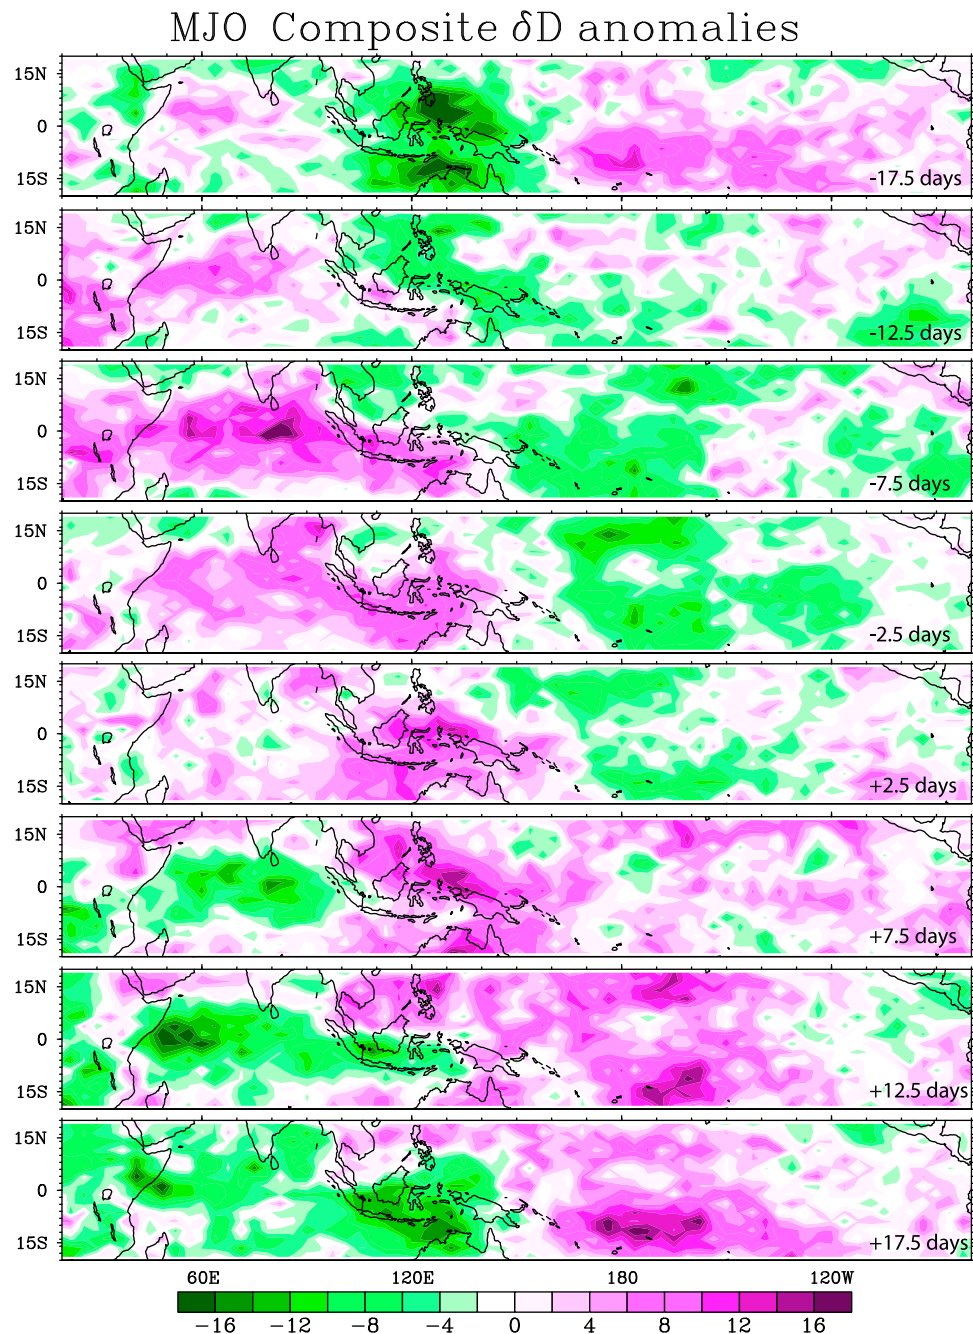 MJO Composite δD anomalies
15N
0
15S
-17.5 days
15N
0
15S
-12.5 days
15N
0
15S
-7.5 days
15N
0
15S
-2.5 days
15N
0
15S
+2.5 days
15N
0
15S
+7.5 days
15N
0
15S
+12.5 days
15N
0
15S
+17.5 days
60E 120E 180 120W
-16 -12 -8 -4 0 4 8 12 16